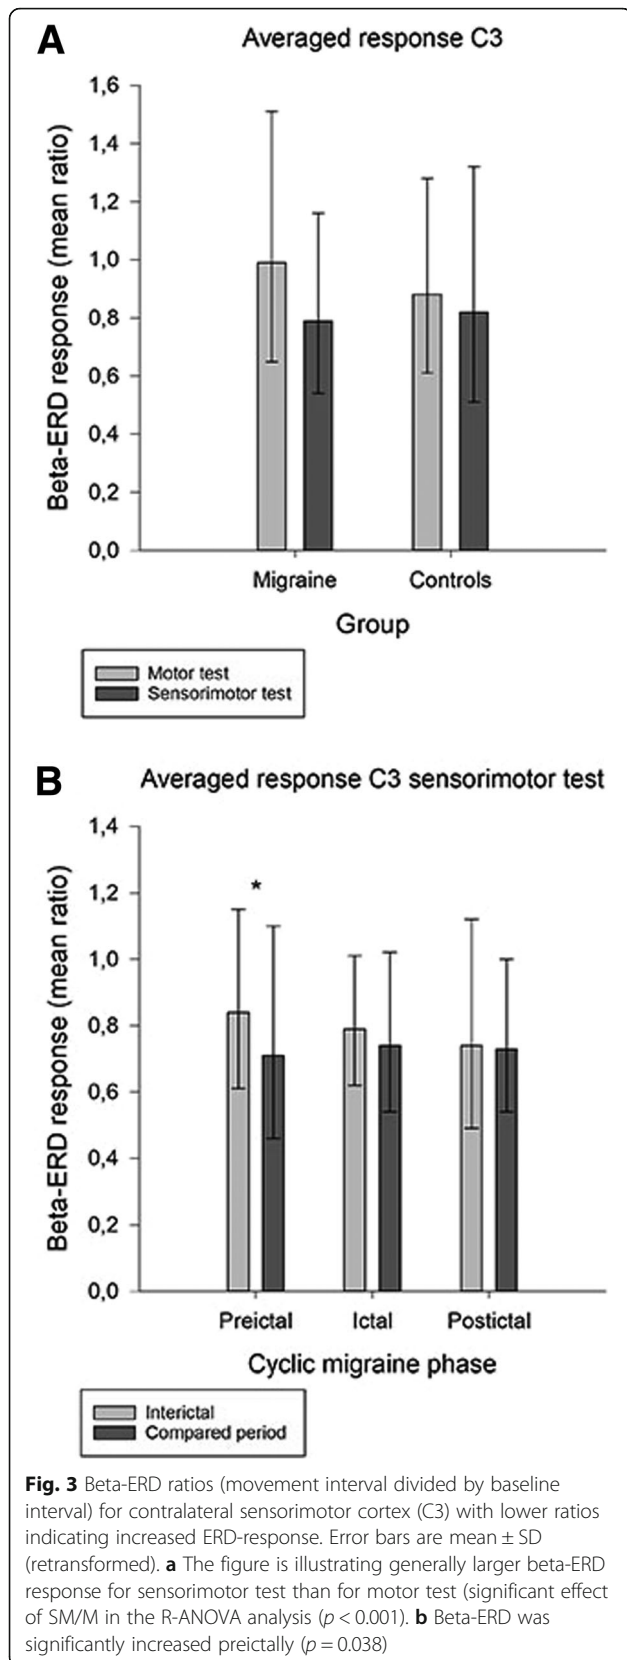 A
Averaged response C3
Beta-ERD response (mean ratio)
1,6
1,4
1,2
1,0
0,8
0,6
0,4
0,2
0,0
Migraine Controls
Group
Motor test
Sensorimotor test
B
Averaged response C3 sensorimotor test
Beta-ERD response (mean ratio)
1,4
1,2
1,0
0,8
0,6
0,4
0,2
0,0
*
Preictal Ictal Postictal
Cyclic migraine phase
Interictal
Compared period
Fig. 3 Beta-ERD ratios (movement interval divided by baseline
interval) for contralateral sensorimotor cortex (C3) with lower ratios
indicating increased ERD-response. Error bars are mean ± SD
(retransformed). a The figure is illustrating generally larger beta-ERD
response for sensorimotor test than for motor test (significant effect
of SM/M in the R-ANOVA analysis (p < 0.001). b Beta-ERD was
significantly increased preictally (p = 0.038)